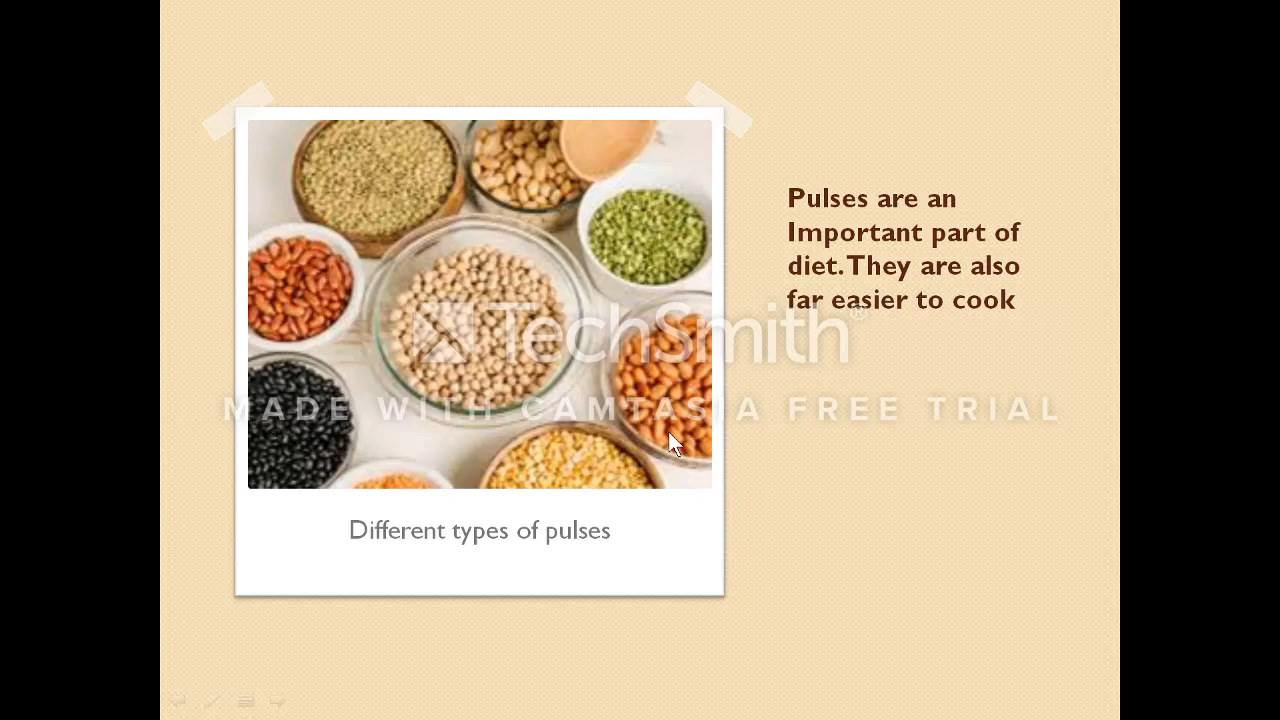 Pulses are an
Important part of
diet. They are also
far easier to cook
TechSmith®
MADE WITH CAMTASIA FREE TRIAL
Different types of pulses